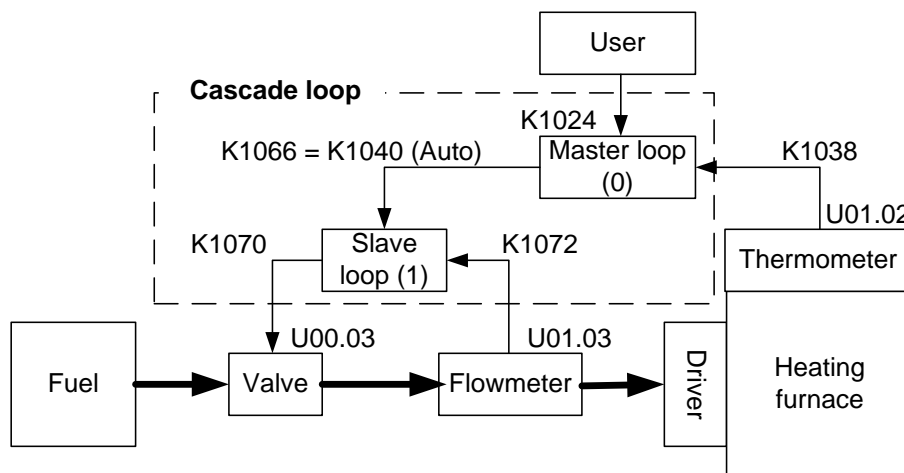 User
Cascade loop
K1024
K1066 = K1040 (Auto)
Master loop
(0)
K1038
U01.02
K1070
Slave
loop (1)
K1072
Thermometer
U00.03
U01.03
Fuel
Valve
Flowmeter
Driver
Heating
furnace